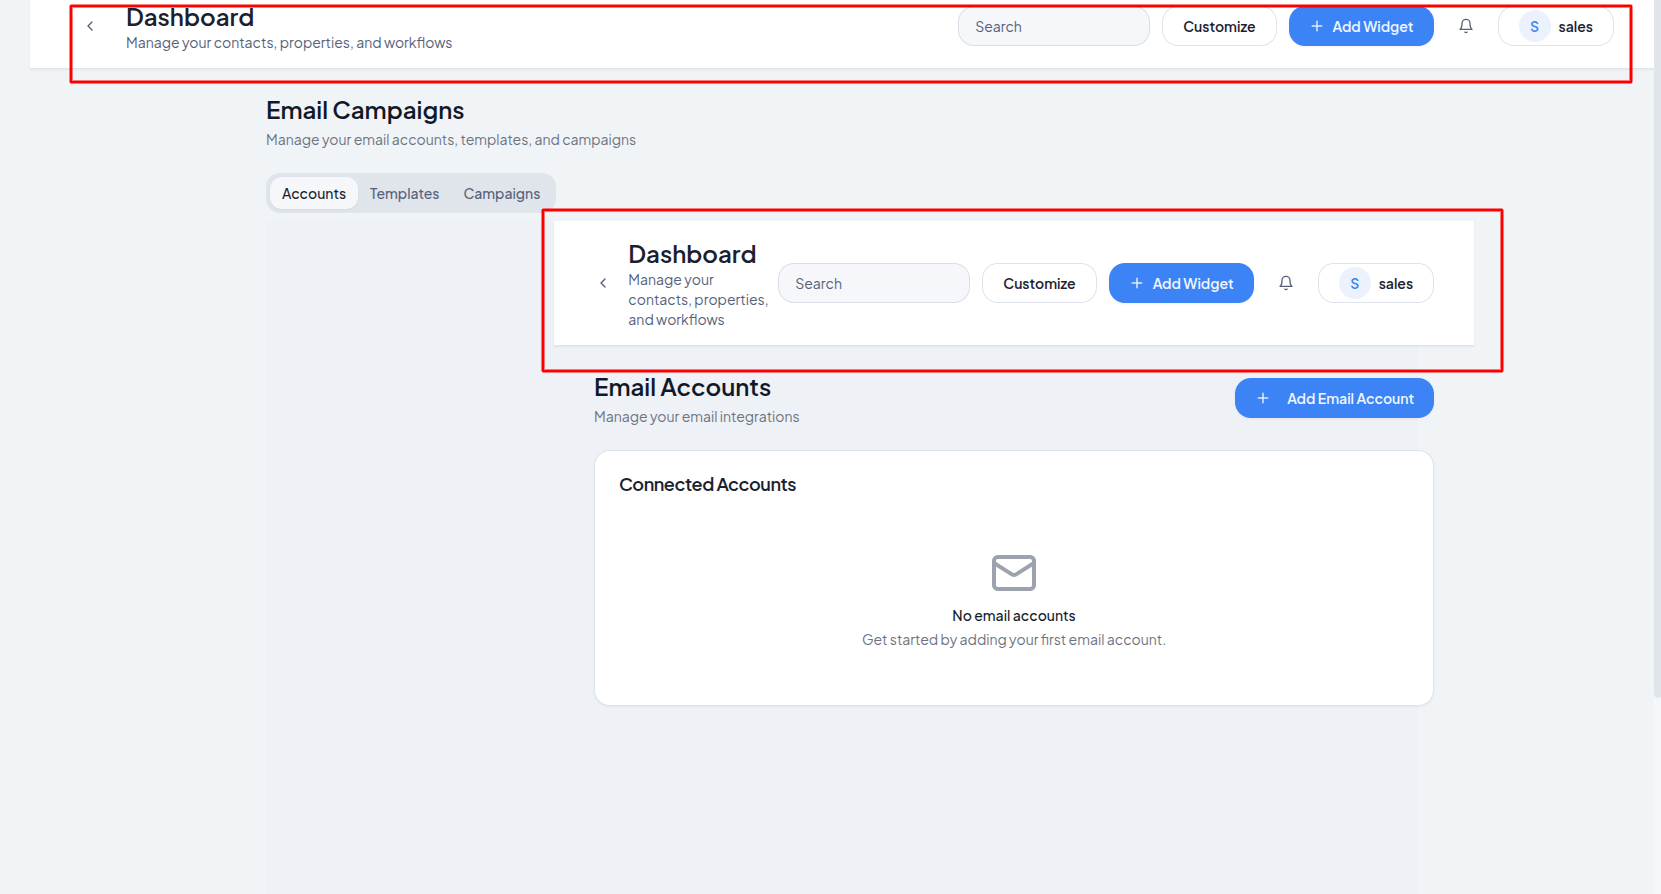 Dashboard
Manage your contacts, properties, and workflows
Search
Customize
+ Add Widget
S sales
Email Campaigns
Manage your email accounts, templates, and campaigns
Accounts Templates Campaigns
Dashboard
Manage your
contacts, properties,
and workflows
Search
Customize
+ Add Widget
S sales
Email Accounts
Manage your email integrations
+ Add Email Account
Connected Accounts
No email accounts
Get started by adding your first email account.